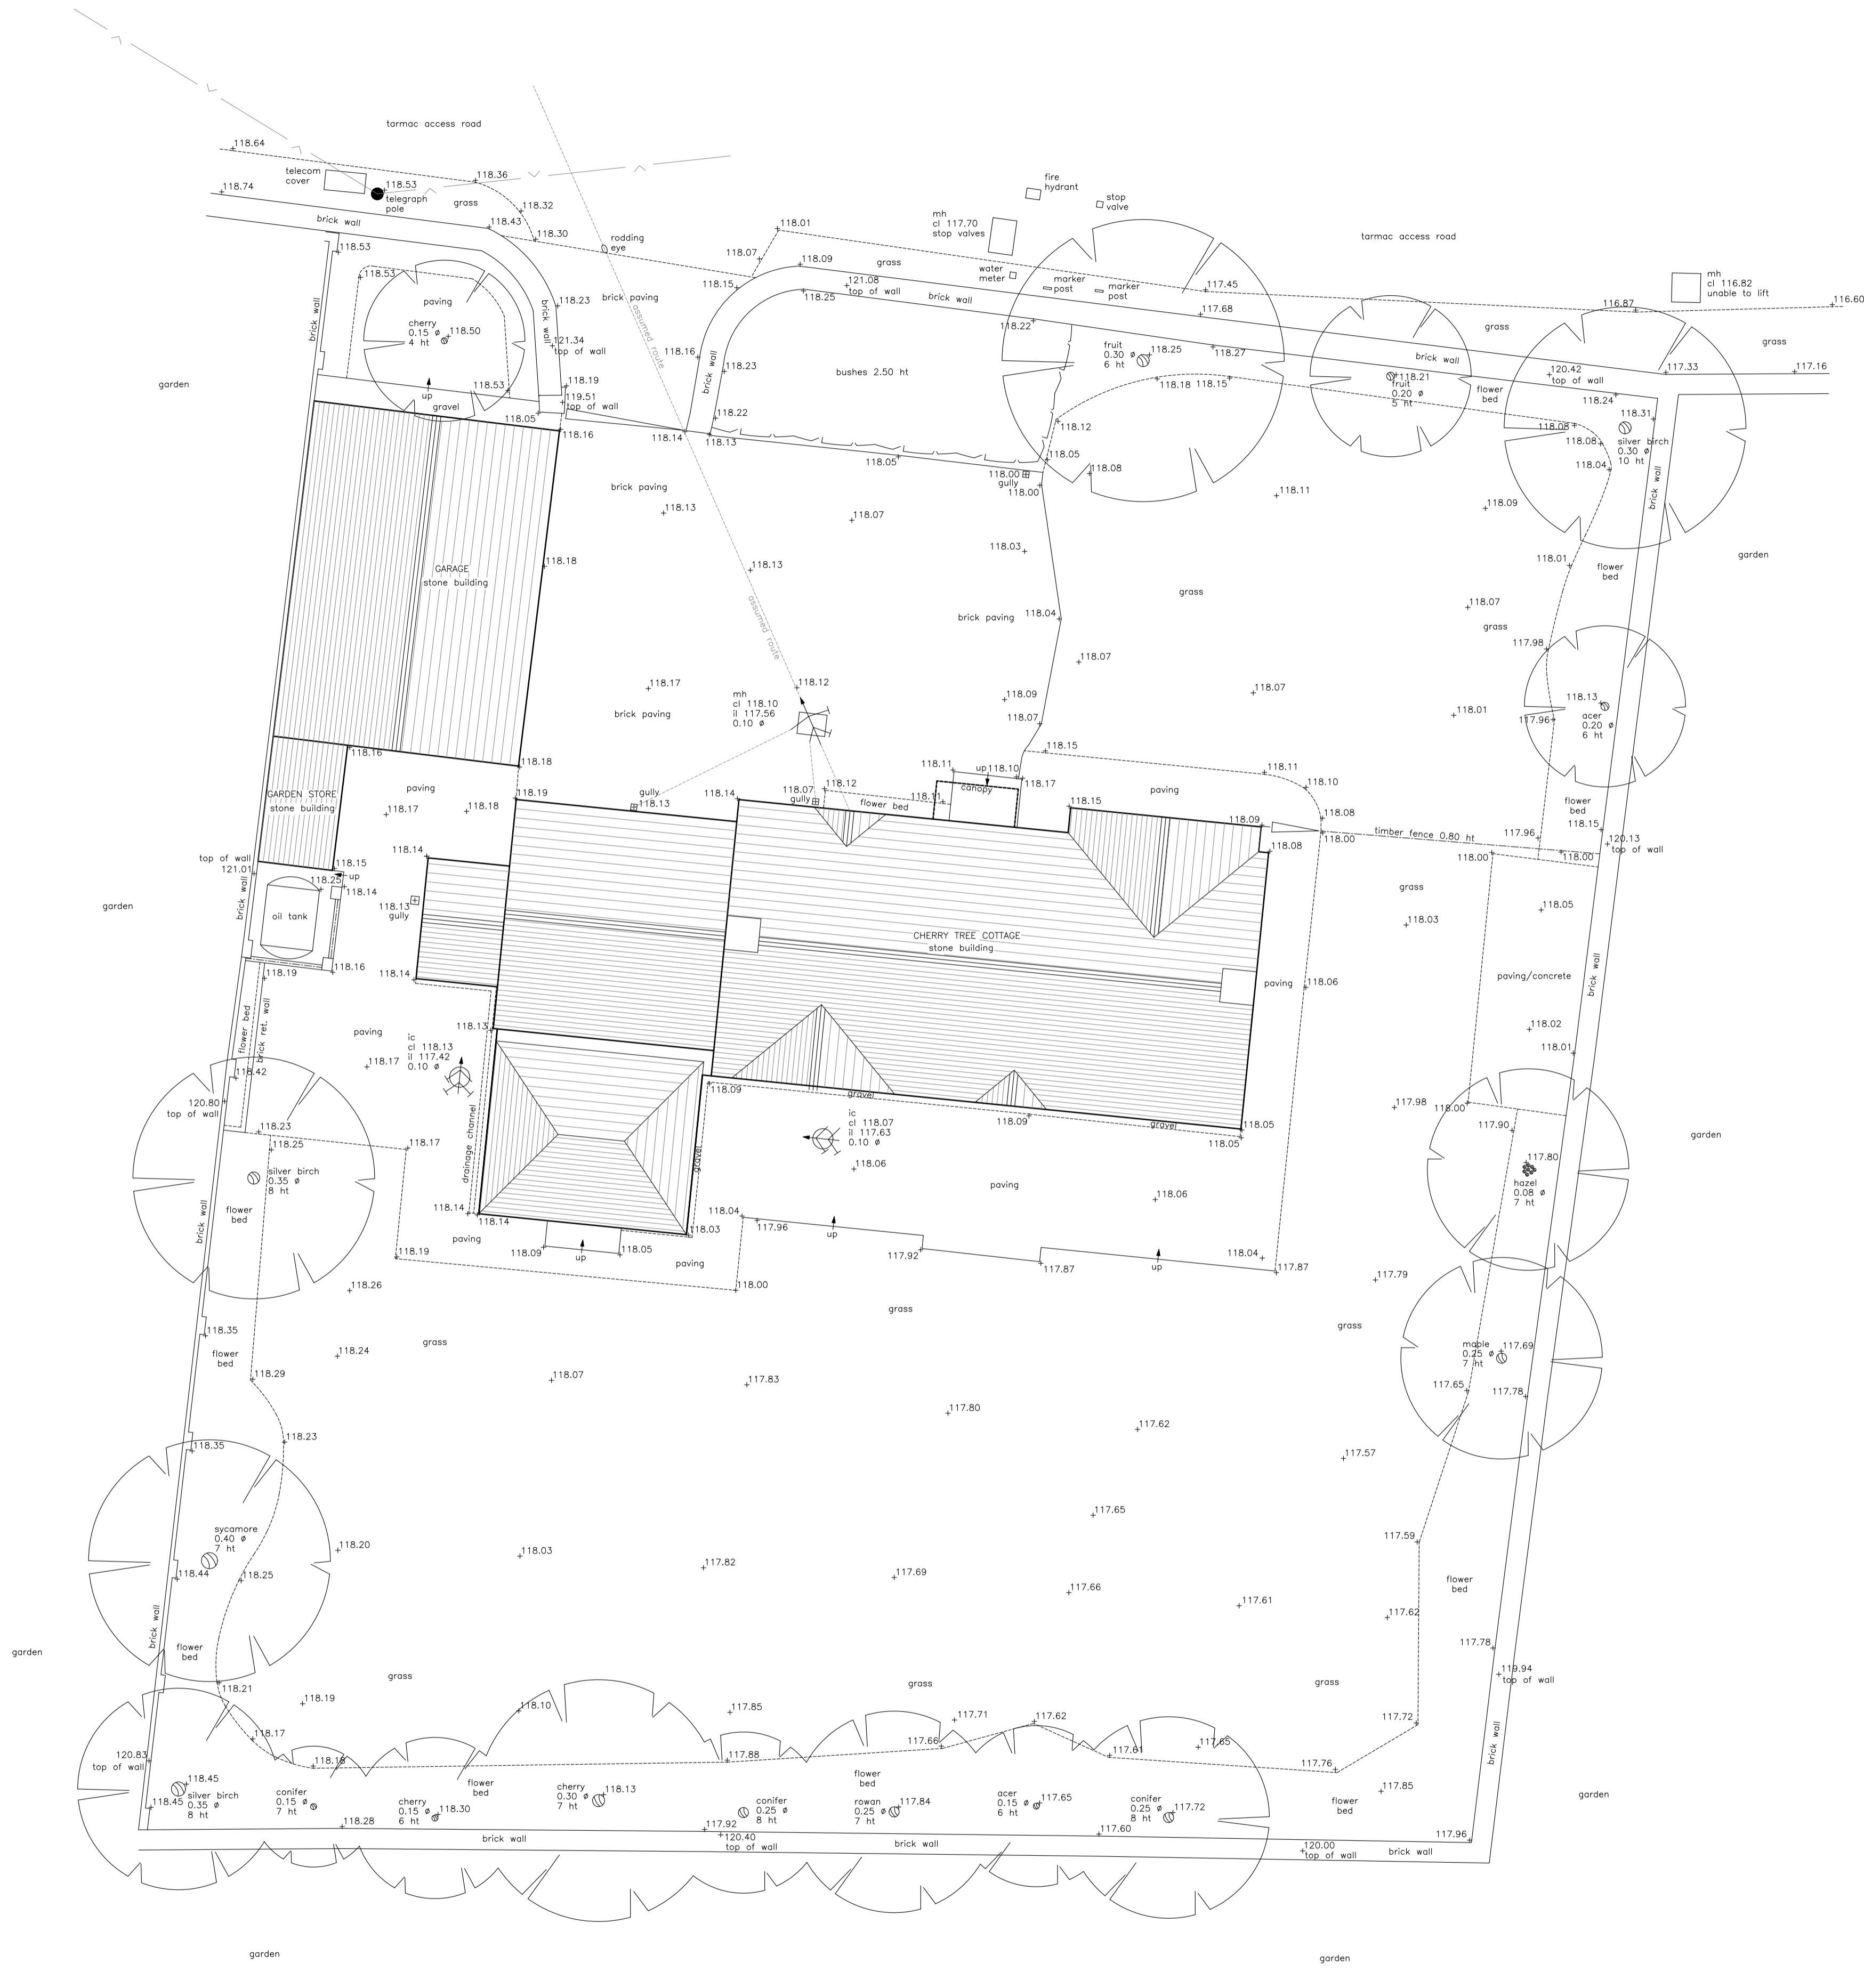 tarmac access road
118.64
telecom
cover
118.53
telegraph
pole
118.36
grass
118.32
118.74
brick wall
118.43
118.30
rodding
eye
118.01
fire
hydrant
stop
valve
mh
cl 117.70
stop valves
tarmac access road
118.53
118.07
118.09
grass
water
meter
marker
post
marker
post
117.45
mh
cl 116.82
unable to lift
116.87
116.60
118.53
paving
brick wall
brick wall
118.23
brick paving
118.15
121.08
top of wall
118.25
brick wall
117.68
grass
grass
cherry
0.15 ø
4 ht
118.50
121.34
top of wall
assumed route
118.22
fruit
0.30 ø
6 ht
118.25
118.27
brick wall
garden
118.16
brick wall
118.23
bushes 2.50 ht
118.18
118.15
118.21
fruit
0.20 ø
5 ht
flower
bed
120.42
top of wall
117.33
117.16
up
gravel
118.53
118.19
119.51
top of wall
118.05
118.16
118.22
118.14
118.13
118.12
118.24
118.31
118.08
118.08
silver birch
0.30 ø
10 ht
118.04
brick wall
118.05
118.05
118.00
gully
118.00
118.08
brick paving
118.13
118.07
118.11
118.09
118.03
118.13
118.18
GARAGE
stone building
118.01
flower
bed
garden
grass
118.07
grass
assumed route
brick paving
118.04
117.98
118.07
118.17
118.12
118.09
118.07
118.13
acer
0.20 ø
6 ht
brick paving
mh
cl 118.10
il 117.56
0.10 ø
118.07
118.01
117.96
118.16
118.18
118.15
GARDEN STORE
stone building
paving
118.17
118.18
118.19
gully
118.13
118.14
118.07
gully
118.12
118.11
flower bed
118.11
up
118.10
canopy
118.17
118.11
118.10
paving
118.15
118.09
118.08
118.08
118.00
timber fence 0.80 ht
flower
bed
118.15
117.96
120.13
top of wall
118.00
118.00
top of wall
121.01
118.15
up
118.25
118.14
118.14
oil tank
brick wall
garden
118.13
gully
CHERRY TREE COTTAGE
stone building
grass
118.03
118.05
118.19
118.16
118.14
paving
118.06
paving/concrete
brick wall
flower bed
brick ret. wall
paving
118.13
118.02
118.01
ic
cl 118.13
il 117.42
0.10 ø
118.17
118.42
120.80
top of wall
118.09
gravel
ic
cl 118.07
il 117.63
0.10 ø
118.09
gravel
118.05
118.05
117.98
118.00
117.90
118.23
118.25
118.17
drainage channel
gravel
118.06
paving
118.06
garden
117.80
hazel
0.08 ø
7 ht
silver birch
0.35 ø
8 ht
flower
bed
brick wall
118.14
118.14
paving
118.03
118.04
117.96
up
117.92
117.87
up
118.04
117.87
118.19
118.09
up
118.05
paving
118.00
118.26
117.79
grass
grass
118.35
grass
118.24
flower
bed
118.29
118.07
117.83
maple
0.25 ø
7 ht
117.69
117.65
117.78
117.80
117.62
118.23
118.35
117.57
117.65
sycamore
0.40 ø
7 ht
118.20
118.03
117.82
117.59
118.44
118.25
117.69
117.66
117.61
flower
bed
117.62
brick wall
flower
bed
117.78
garden
119.94
top of wall
grass
grass
grass
118.21
118.19
118.10
117.85
117.71
117.62
117.72
118.17
117.66
117.65
brick wall
120.83
top of wall
118.18
117.88
117.61
117.76
118.45
silver birch
0.35 ø
8 ht
118.45
conifer
0.15 ø
7 ht
flower
bed
cherry
0.15 ø
6 ht
118.30
cherry
0.30 ø
7 ht
118.13
conifer
0.25 ø
8 ht
flower
bed
rowan
0.25 ø
7 ht
117.84
acer
0.15 ø
6 ht
117.65
conifer
0.25 ø
8 ht
117.72
flower
bed
117.85
garden
118.28
brick wall
117.92
120.40
top of wall
brick wall
117.60
120.00
top of wall
brick wall
117.96
garden
garden